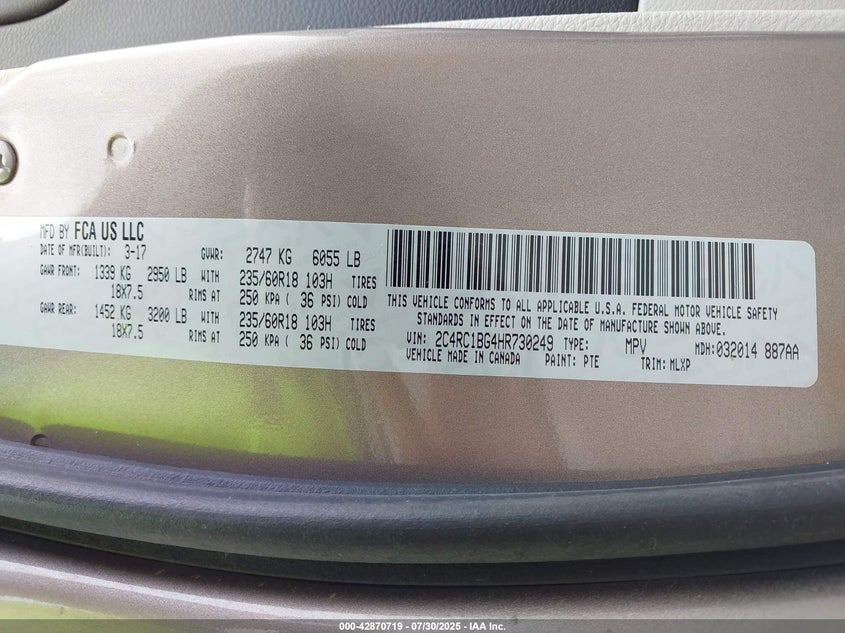 MFD BY FCA US LLC
DATE OF MFR(BUILT): 3-17 GVWR: 2747 KG 6055 LB
GAWR FRONT: 1339 KG 2950 LB WITH 235/60R18 103H TIRES
18X7.5 RIMS AT 250 KPA ( 36 PSI) COLD
GAWR REAR: 1452 KG 3200 LB WITH 235/60R18 103H TIRES
18X7.5 RIMS AT 250 KPA ( 36 PSI) COLD
THIS VEHICLE CONFORMS TO ALL APPLICABLE U.S.A. FEDERAL MOTOR VEHICLE SAFETY
STANDARDS IN EFFECT ON THE DATE OF MANUFACTURE SHOWN ABOVE.
VIN: 2C4RC1BG4HR730249 TYPE: MPV MDH:032014 887AA
VEHICLE MADE IN CANADA PAINT: PTE TRIM: MLXP
000-42870719 - 07/30/2025 - IAA Inc.